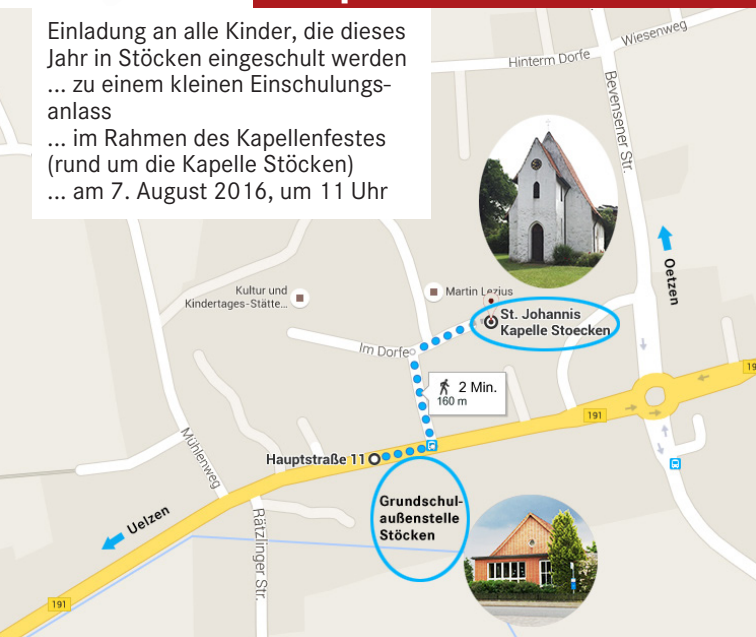 Einladung an alle Kinder, die dieses
Jahr in Stöcken eingeschult werden
... zu einem kleinen Einschulungs-
anlass
... im Rahmen des Kapellenfestes
(rund um die Kapelle Stöcken)
... am 7. August 2016, um 11 Uhr
Hinterm Dorfe
Wiesenweg
Bevensener Str.
Oetzen
Kultur und
Kindertages-Stätte...
Martin Lezius
St. Johannis
Kapelle Stoecken
Im Dorfe
2 Min.
160 m
191
Hauptstraße 11
Mühlenweg
Grundschul-
außenstelle
Stöcken
Uelzen
Rätzlinger Str.
191